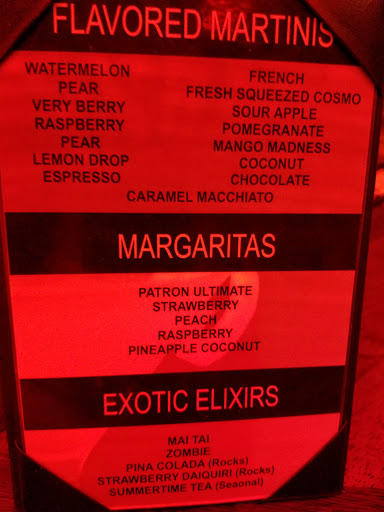 FLAVORED MARTINIS
WATERMELON
PEAR
VERY BERRY
RASPBERRY
PEAR
LEMON DROP
ESPRESSO
FRENCH
FRESH SQUEEZED COSMO
SOUR APPLE
POMEGRANATE
MANGO MADNESS
COCONUT
CHOCOLATE
CARAMEL MACCHIATO
MARGARITAS
PATRON ULTIMATE
STRAWBERRY
PEACH
RASPBERRY
PINEAPPLE COCONUT
EXOTIC ELIXIRS
MAI TAI
ZOMBIE
PINA COLADA (Rocks)
STRAWBERRY DAIQUIRI (Rocks)
SUMMERTIME TEA (Seaonal)